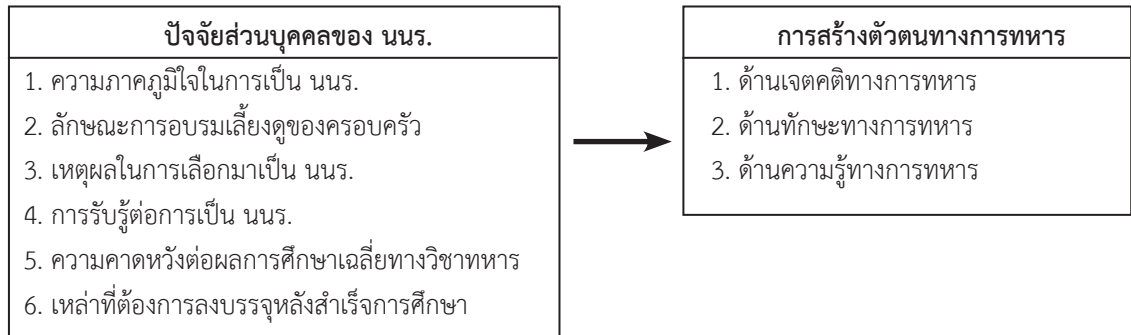 ปัจจัยส่วนบุคคลของ นนร.
1. ความภาคภูมิใจในการเป็น นนร.
2. ลักษณะการอบรมเลี้ยงดูของครอบครัว
3. เหตุผลในการเลือกมาเป็น นนร.
4. การรับรู้ต่อการเป็น นนร.
5. ความคาดหวังต่อผลการศึกษาเฉลี่ยทางวิชาทหาร
6. เหล่าที่ต้องการลงบรรจุหลังสำเร็จการศึกษา
การสร้างตัวตนทางการทหาร
1. ด้านเจตคติทางการทหาร
2. ด้านทักษะทางการทหาร
3. ด้านความรู้ทางการทหาร